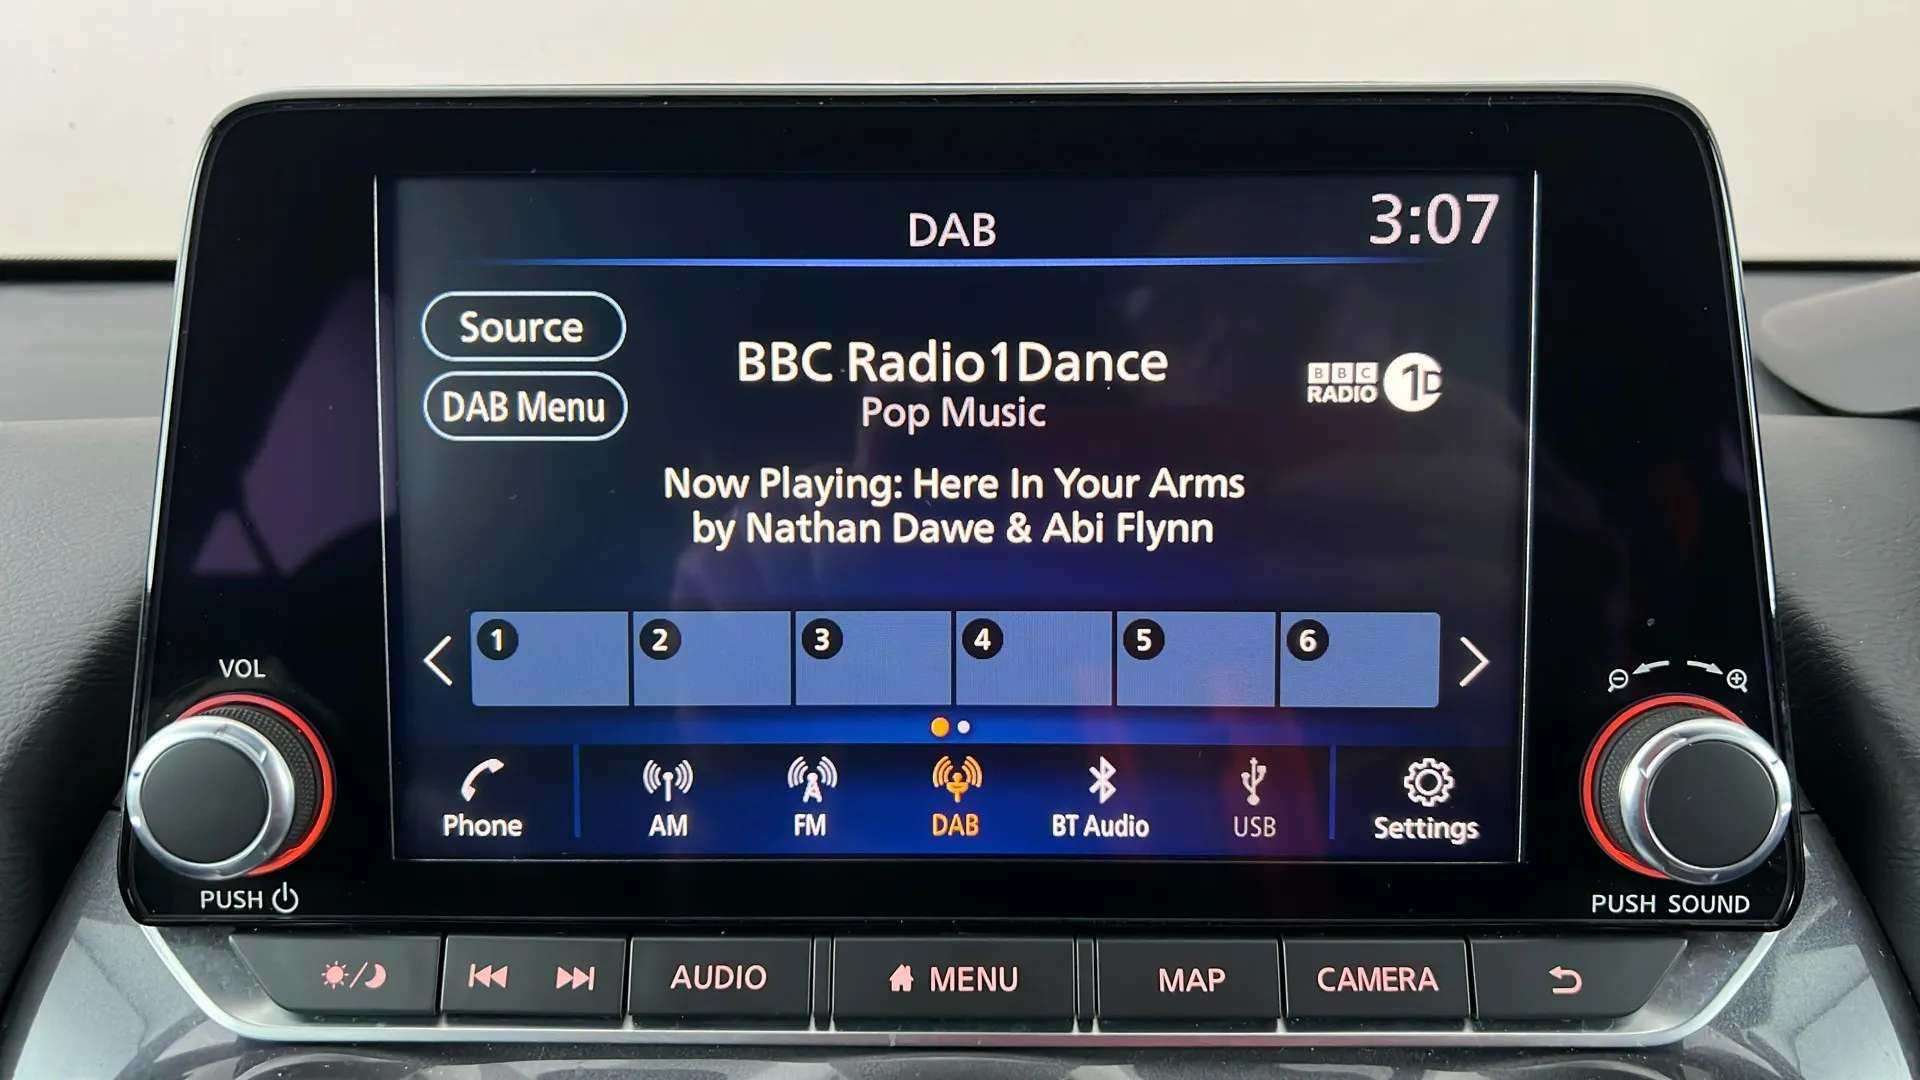 DAB
3:07
Source
DAB Menu
BBC Radio1Dance
Pop Music
BBC
RADIO 1D
Now Playing: Here In Your Arms
by Nathan Dawe & Abi Flynn
1 2 3 4 5 6
VOL
PUSH
PUSH SOUND
Phone AM FM DAB BT Audio USB Settings
AUDIO MENU MAP CAMERA